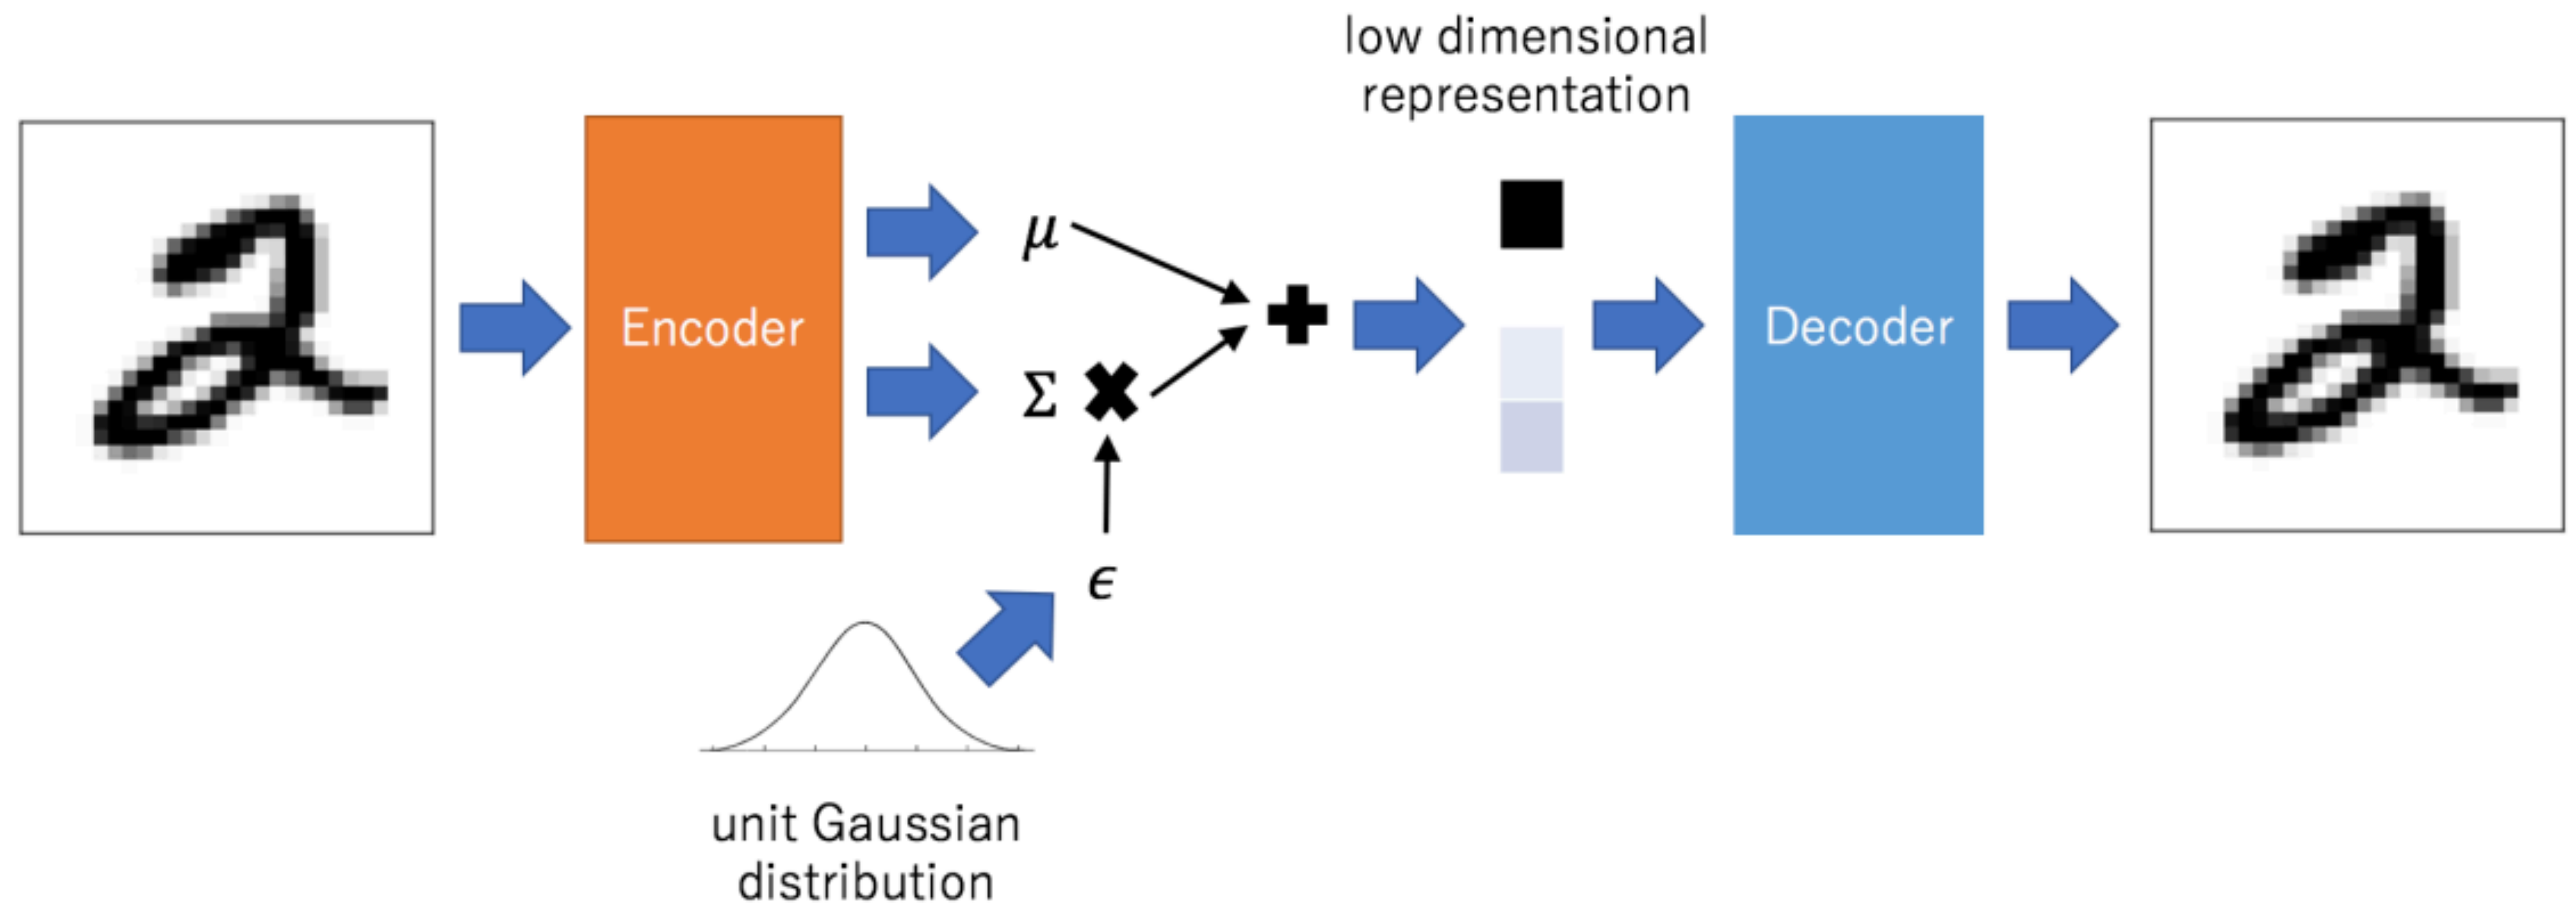 low dimensional
representation
Encoder
μ
Σ
ϵ
Decoder
unit Gaussian
distribution